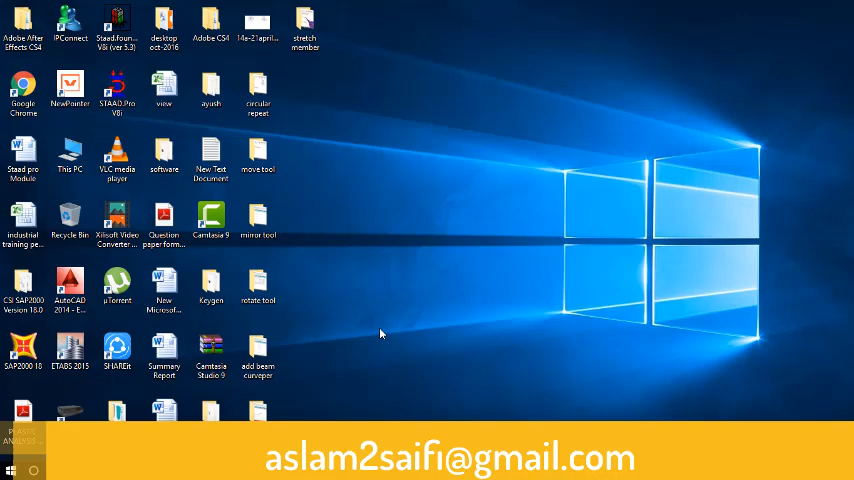 Adobe After
Effects CS4
IPConnect
Staad.foun...
V8i (ver 5.3)
desktop
oct-2016
Adobe CS4
14a-21april...
stretch
member
Google
Chrome
NewPointer
STAAD.Pro
V8i
view
ayush
circular
repeat
Staad pro
Module
This PC
VLC media
player
software
New Text
Document
move tool
industrial
training pe...
Recycle Bin
Xilisoft Video
Converter ...
Question
paper form...
Camtasia 9
mirror tool
CSI SAP2000
Version 18.0
AutoCAD
2014 - E...
µTorrent
New
Microsof...
Keygen
rotate tool
SAP2000 18
ETABS 2015
SHAREit
Summary
Report
Camtasia
Studio 9
add beam
curveper
ANALYSIS
aslam2saifi@gmail.com